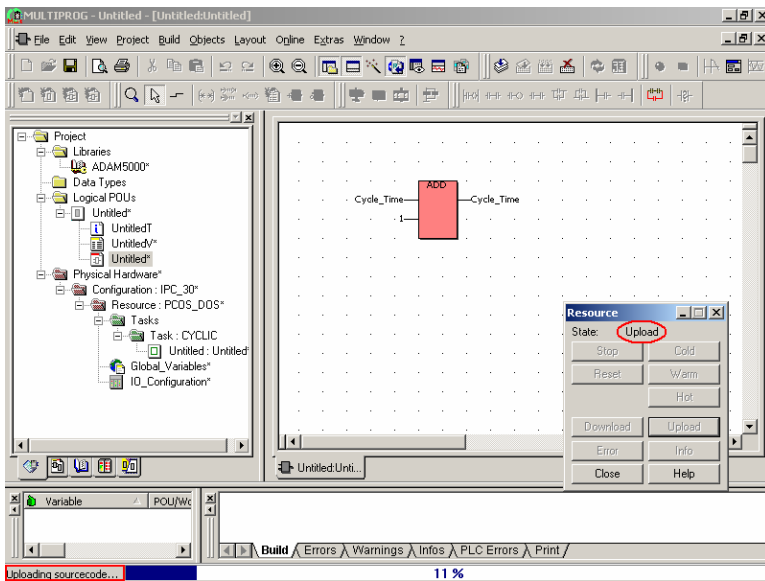 MULTIPROG - Untitled - [Untitled:Untitled]
File Edit View Project Build Objects Layout Online Extras Window ?
Project
Libraries
ADAM5000*
Data Types
Logical POUs
Untitled*
UntitledT
UntitledV*
Untitled*
Physical Hardware*
Configuration : IPC_30*
Resource : PCOS_DOS*
Tasks
Task : CYCLIC
Untitled : Untitled*
Global_Variables*
IO_Configuration*
ADD
Cycle_Time Cycle_Time
1
Untitled:Unti...
Resource
State: Upload
Stop Cold
Reset Warm
Hot
Download Upload
Error Info
Close Help
Variable POU/Wo
Build Errors Warnings Infos PLC Errors Print
Uploading sourcecode... 11 %